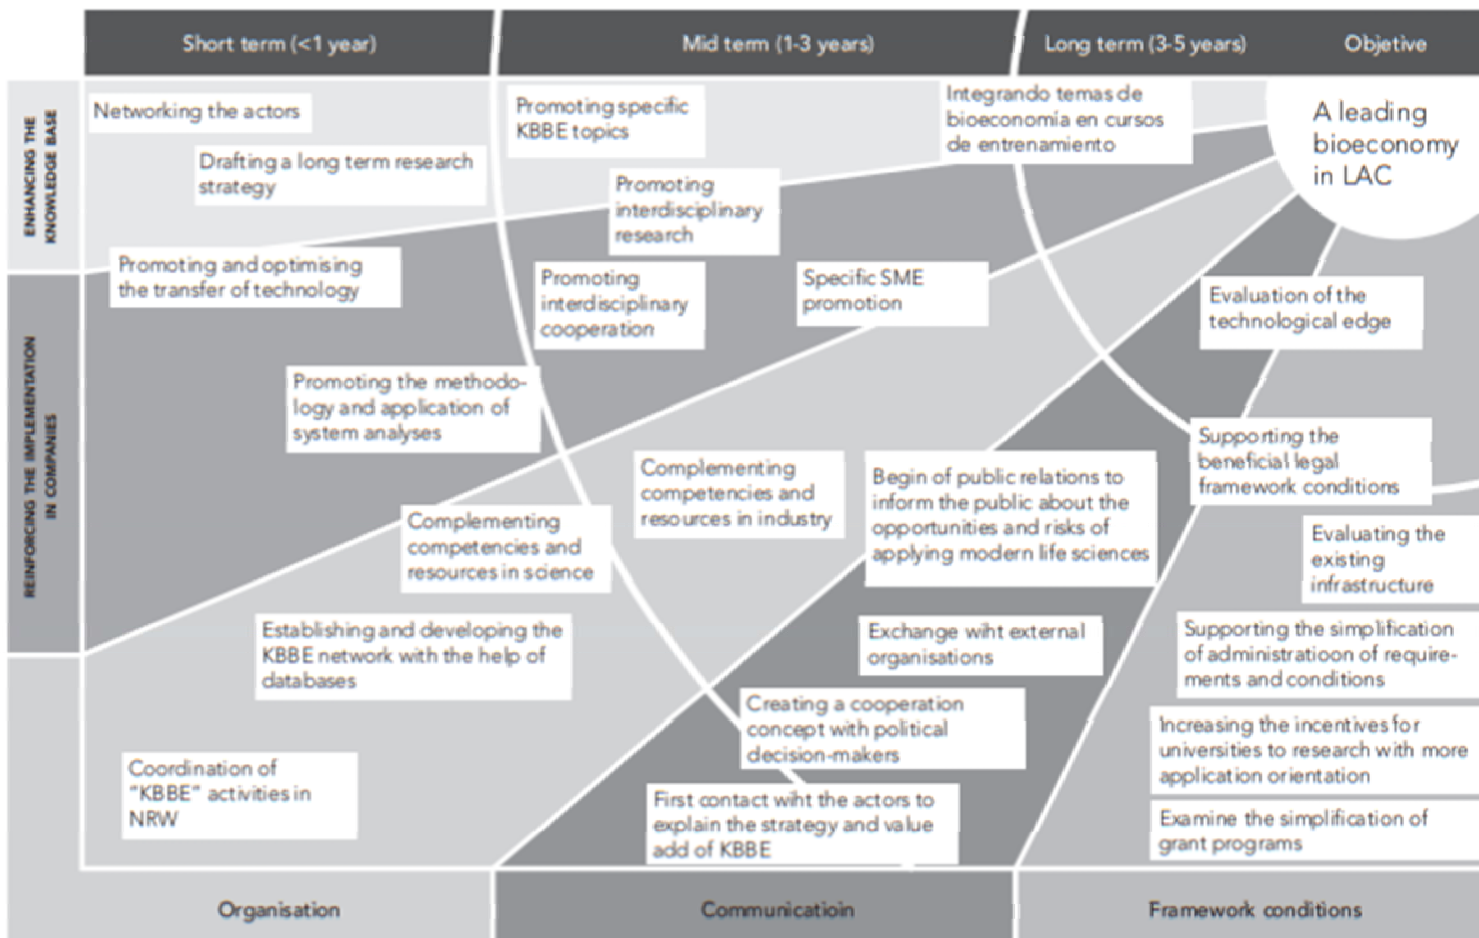 Short term (<1 year)
Mid term (1-3 years)
Long term (3-5 years)
Objetive
ENHANCING THE
KNOWLEDGE BASE
Networking the actors
Drafting a long term research
strategy
Promoting specific
KBBE topics
Integrando temas de
bioeconomía en cursos
de entrenamiento
A leading
bioeconomy
in LAC
Promoting
interdisciplinary
research
REINFORCING THE IMPLEMENTATION
IN COMPANIES
Promoting and optimising
the transfer of technology
Promoting
interdisciplinary
cooperation
Specific SME
promotion
Evaluation of the
technological edge
Promoting the methodo-
logy and application of
system analyses
Supporting the
beneficial legal
framework conditions
Complementing
competencies and
resources in industry
Begin of public relations to
inform the public about the
opportunities and risks of
applying modern life sciences
Complementing
competencies and
resources in science
Evaluating the
existing
infrastructure
Establishing and developing the
KBBE network with the help of
databases
Exchange wiht external
organisations
Supporting the simplification
of administratioon of require-
ments and conditions
Creating a cooperation
concept with political
decision-makers
Increasing the incentives for
universities to research with more
application orientation
Coordination of
"KBBE" activities in
NRW
First contact wiht the actors to
explain the strategy and value
add of KBBE
Examine the simplification of
grant programs
Organisation
Communicatioin
Framework conditions